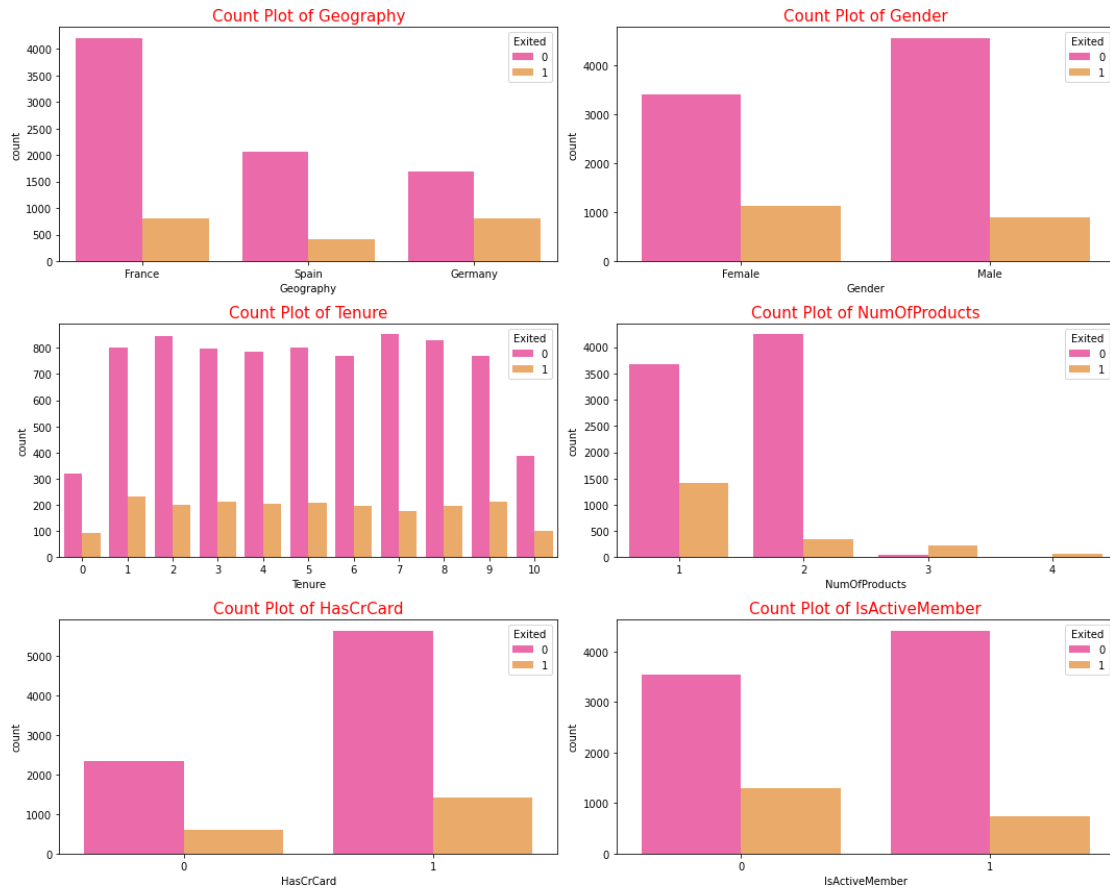 Count Plot of Geography
Exited
0
1
4000
3500
3000
2500
2000
1500
1000
500
0
count
France Spain Germany
Geography
Count Plot of Gender
Exited
0
1
4000
3000
2000
1000
0
count
Female Male
Gender
Count Plot of Tenure
Exited
0
1
800
700
600
500
400
300
200
100
0
count
0 1 2 3 4 5 6 7 8 9 10
Tenure
Count Plot of NumOfProducts
Exited
0
1
4000
3500
3000
2500
2000
1500
1000
500
0
count
1 2 3 4
NumOfProducts
Count Plot of HasCrCard
Exited
0
1
5000
4000
3000
2000
1000
0
count
0 1
HasCrCard
Count Plot of IsActiveMember
Exited
0
1
4000
3000
2000
1000
0
count
0 1
IsActiveMember